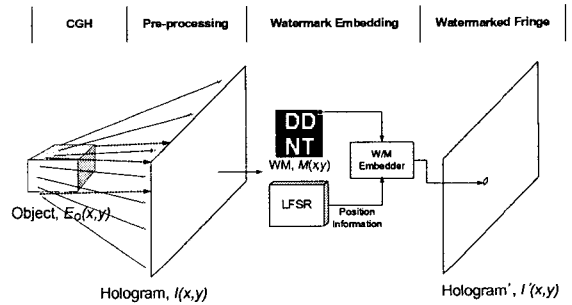 CGH
Pre-processing
Watermark Embedding
Watermarked Fringe
DD
NT
WM, M(x,y)
W/M
Embedder
LFSR
Position
Information
Object, E_O(x,y)
Hologram, I(x,y)
Hologram', I'(x,y)